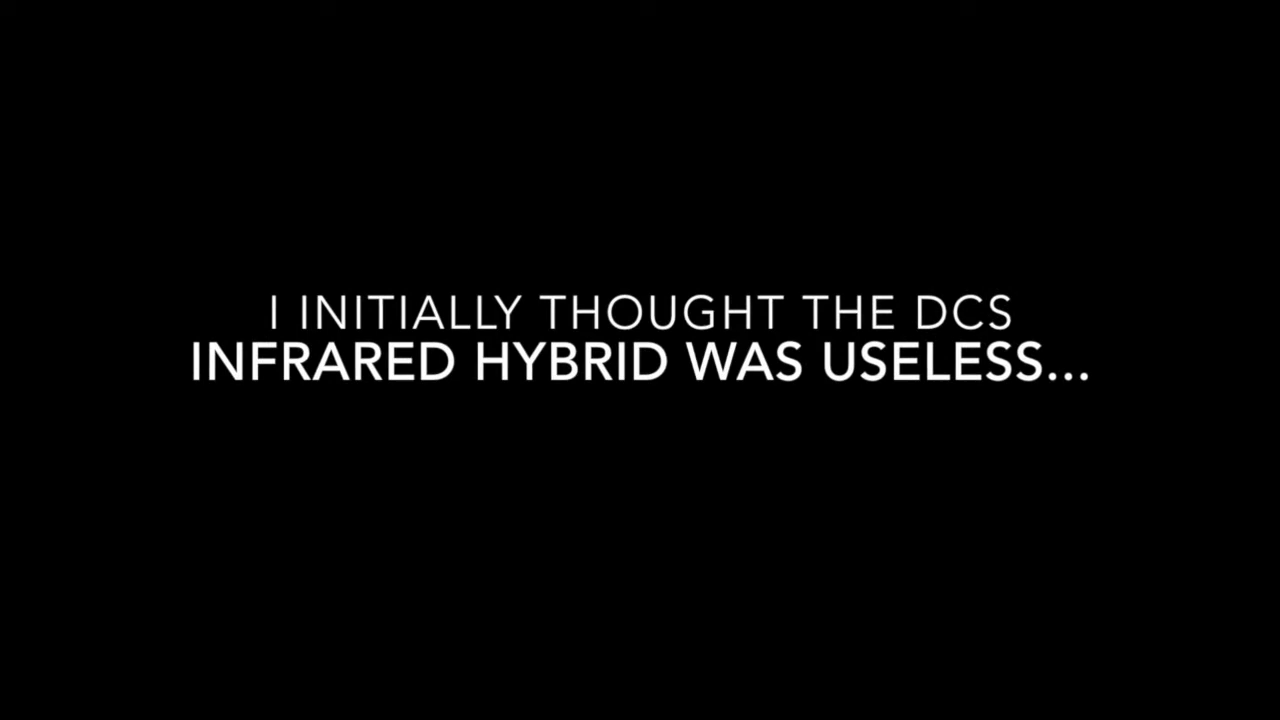 I INITIALLY THOUGHT THE DCS
INFRARED HYBRID WAS USELESS...